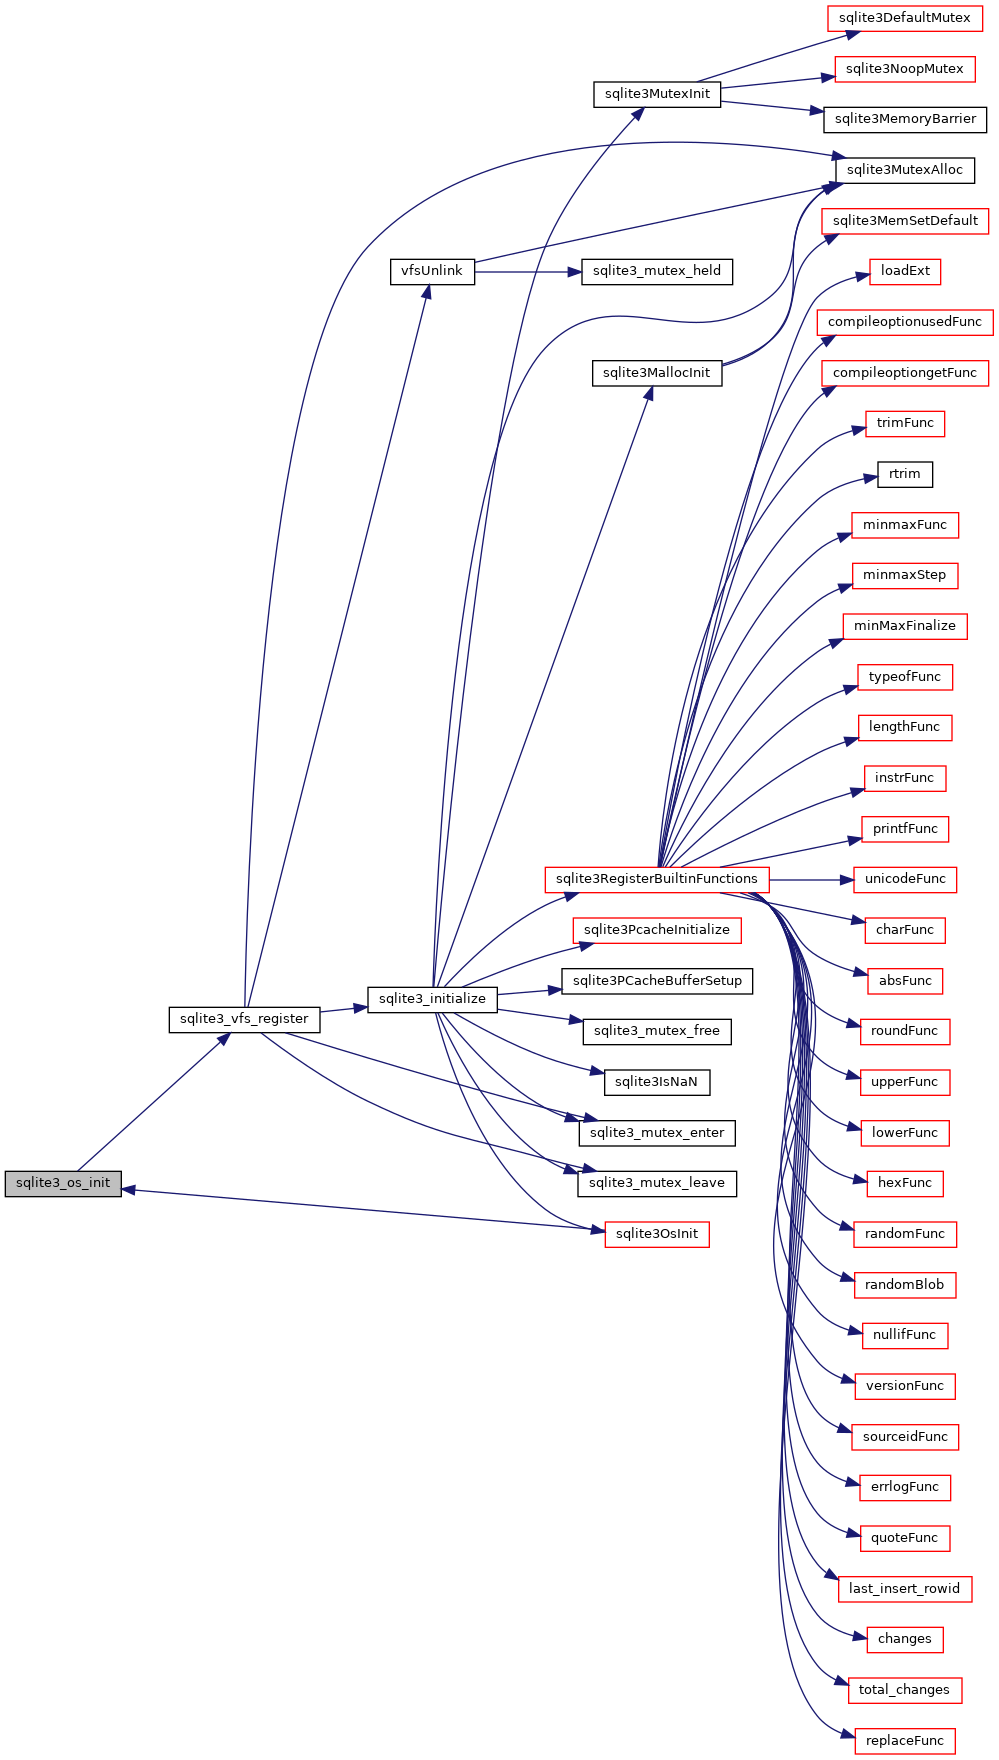 sqlite3DefaultMutex
sqlite3NoopMutex
sqlite3MutexInit
sqlite3MemoryBarrier
sqlite3MutexAlloc
sqlite3MemSetDefault
vfsUnlink
sqlite3_mutex_held
loadExt
compileoptionusedFunc
sqlite3MallocInit
compileoptiongetFunc
trimFunc
rtrim
minmaxFunc
minmaxStep
minMaxFinalize
typeofFunc
lengthFunc
instrFunc
printfFunc
sqlite3RegisterBuiltinFunctions
unicodeFunc
sqlite3PcacheInitialize
charFunc
sqlite3PCacheBufferSetup
absFunc
sqlite3_initialize
sqlite3_vfs_register
sqlite3_mutex_free
roundFunc
sqlite3IsNaN
upperFunc
sqlite3_mutex_enter
lowerFunc
sqlite3_os_init
sqlite3_mutex_leave
hexFunc
sqlite3OsInit
randomFunc
randomBlob
nullifFunc
versionFunc
sourceidFunc
errlogFunc
quoteFunc
last_insert_rowid
changes
total_changes
replaceFunc